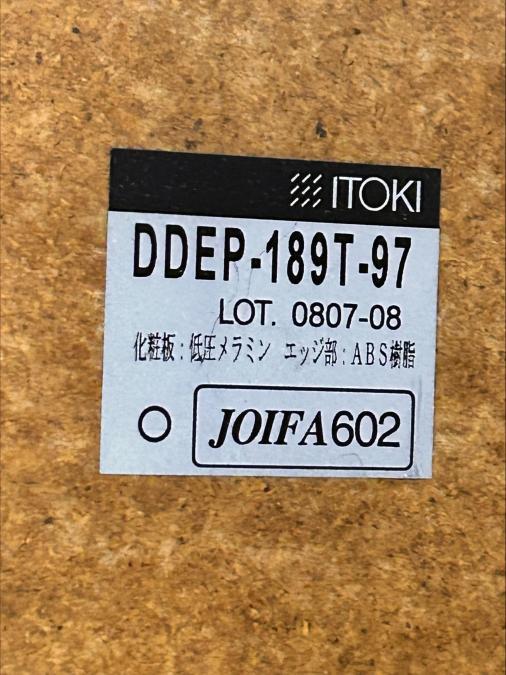 ITOKI
DDEP-189T-97
LOT. 0807-08
化粧板：低圧メラミン エッジ部：ABS樹脂
○ JOIFA602